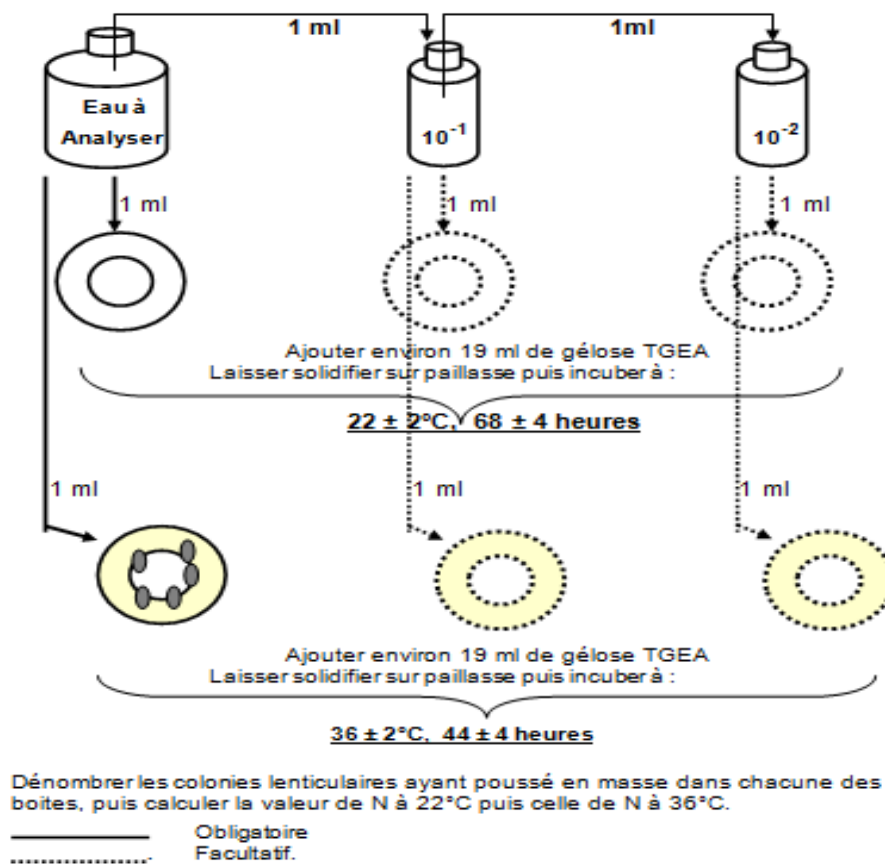 1 ml
1ml
Eau à
Analyser
10⁻¹
10⁻²
1 ml
1 ml
1 ml
Ajouter environ 19 ml de gélose TGEA
Laisser solidifier sur paillasse puis incuber à :
22 ± 2°C, 68 ± 4 heures
1 ml
1 ml
1 ml
Ajouter environ 19 ml de gélose TGEA
Laisser solidifier sur paillasse puis incuber à :
36 ± 2°C, 44 ± 4 heures
Dénombrer les colonies lenticulaires ayant poussé en masse dans chacune des
boites, puis calculer la valeur de N à 22°C puis celle de N à 36°C.
Obligatoire
Facultatif.